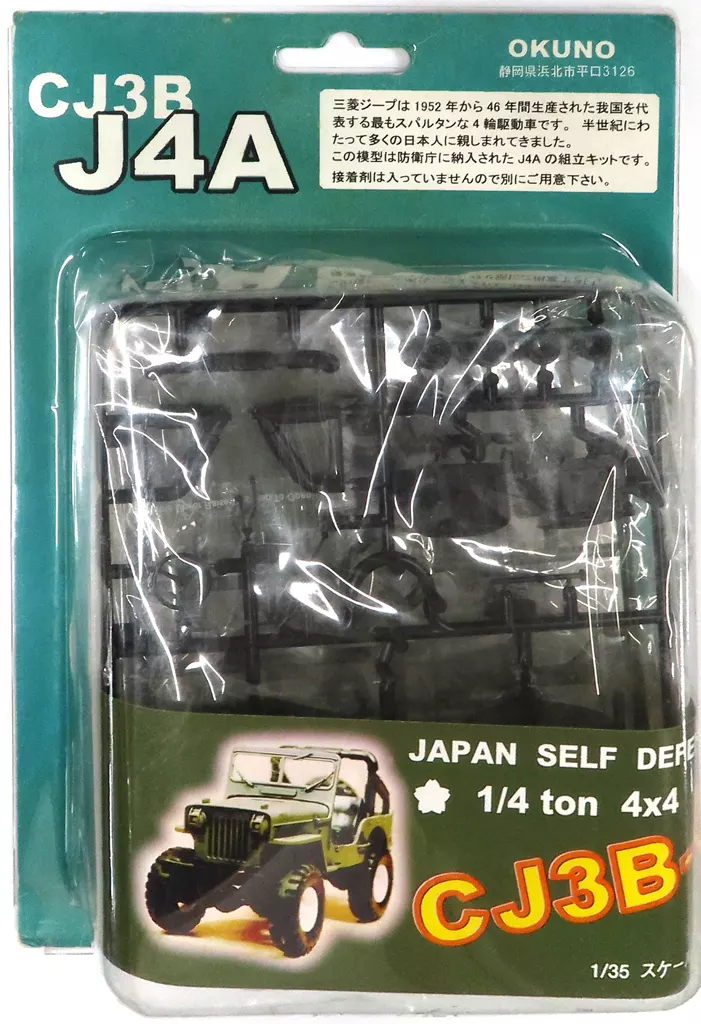 OKUNO
静岡県浜北市平口3126
CJ3B
J4A
三菱ジープは1952年から46年間生産された我国を代
表する最もスパルタンな4輪駆動車です。 半世紀にわ
たって多くの日本人に親しまれてきました。
この模型は防衛庁に納入された J4A の組立キットです。
接着剤は入っていませんので別にご用意下さい。
JAPAN SELF DEFE
1/4 ton 4x4
CJ3B-
1/35 スケー